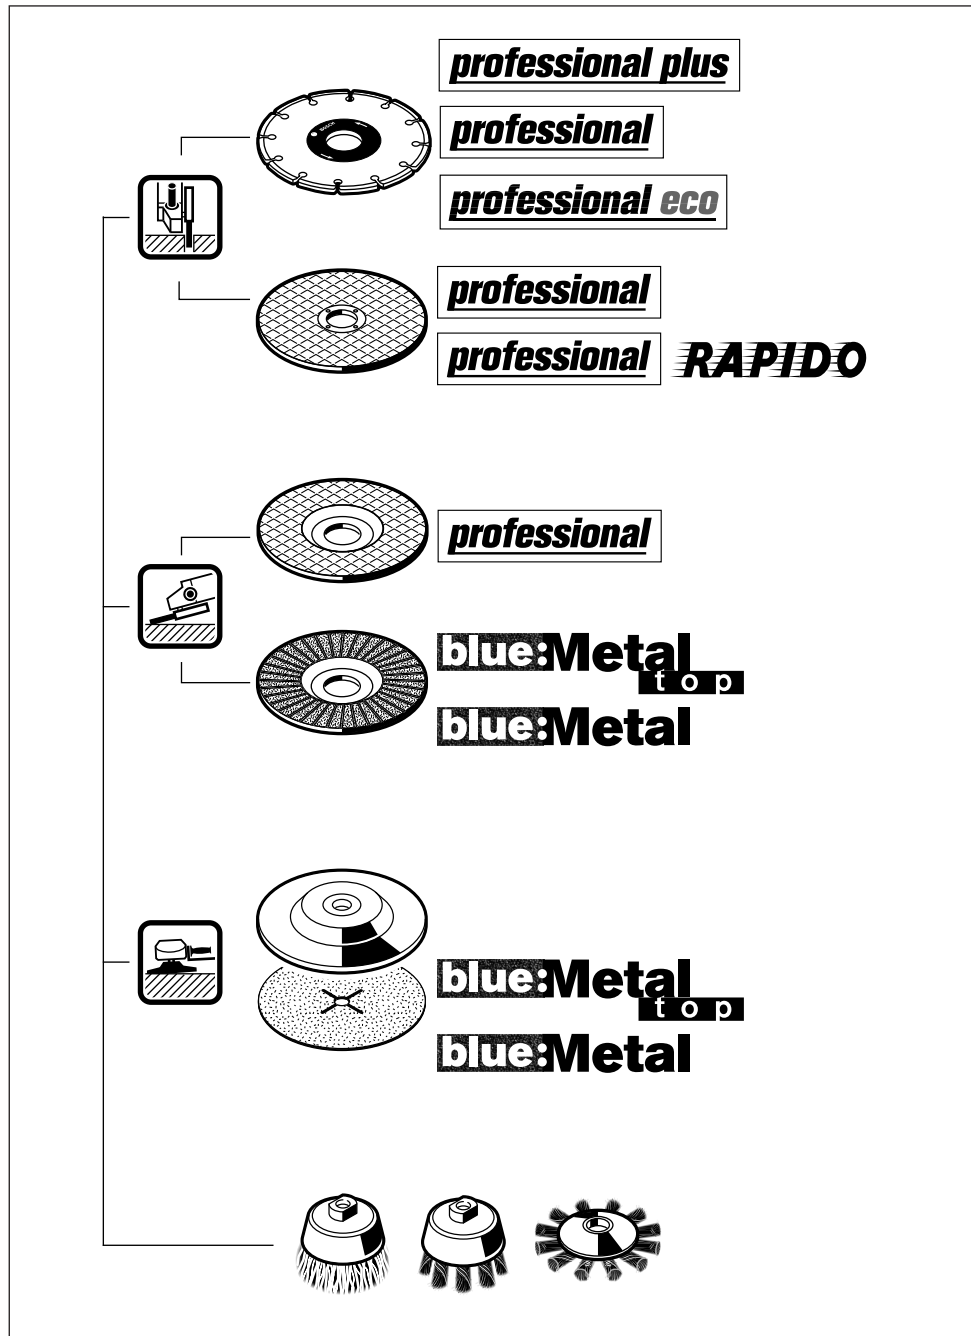 professional plus
BOSCH
professional
professional eco
professional
professional RAPIDO
professional
blue:Metal
top
blue:Metal
blue:Metal
top
blue:Metal